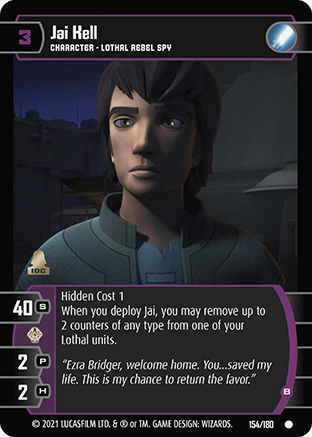 3 Jai Kell
CHARACTER - LOTHAL REBEL SPY
IDC
40 S
Hidden Cost 1
When you deploy Jai, you may remove up to
2 counters of any type from one of your
Lothal units.
2 P
"Ezra Bridger, welcome home. You...saved my
life. This is my chance to return the favor."
2 H
B
© 2021 LUCASFILM LTD. & ® OR TM. GAME DESIGN: WIZARDS. 154/180